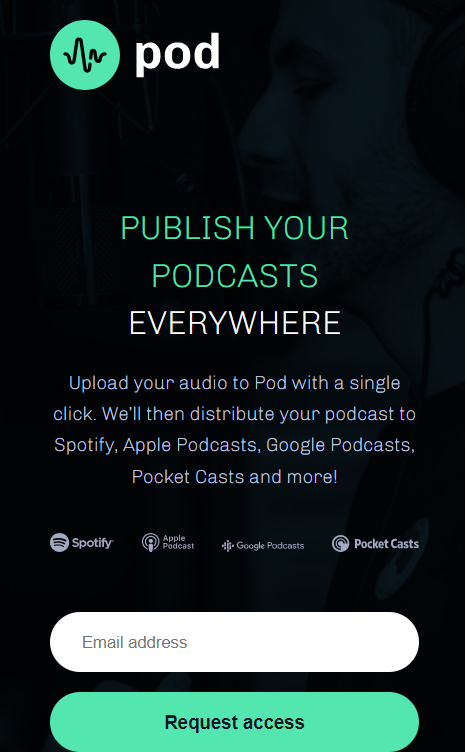 pod
PUBLISH YOUR
PODCASTS
EVERYWHERE
Upload your audio to Pod with a single
click. We'll then distribute your podcast to
Spotify, Apple Podcasts, Google Podcasts,
Pocket Casts and more!
Spotify Apple Podcast Google Podcasts Pocket Casts
Email address
Request access